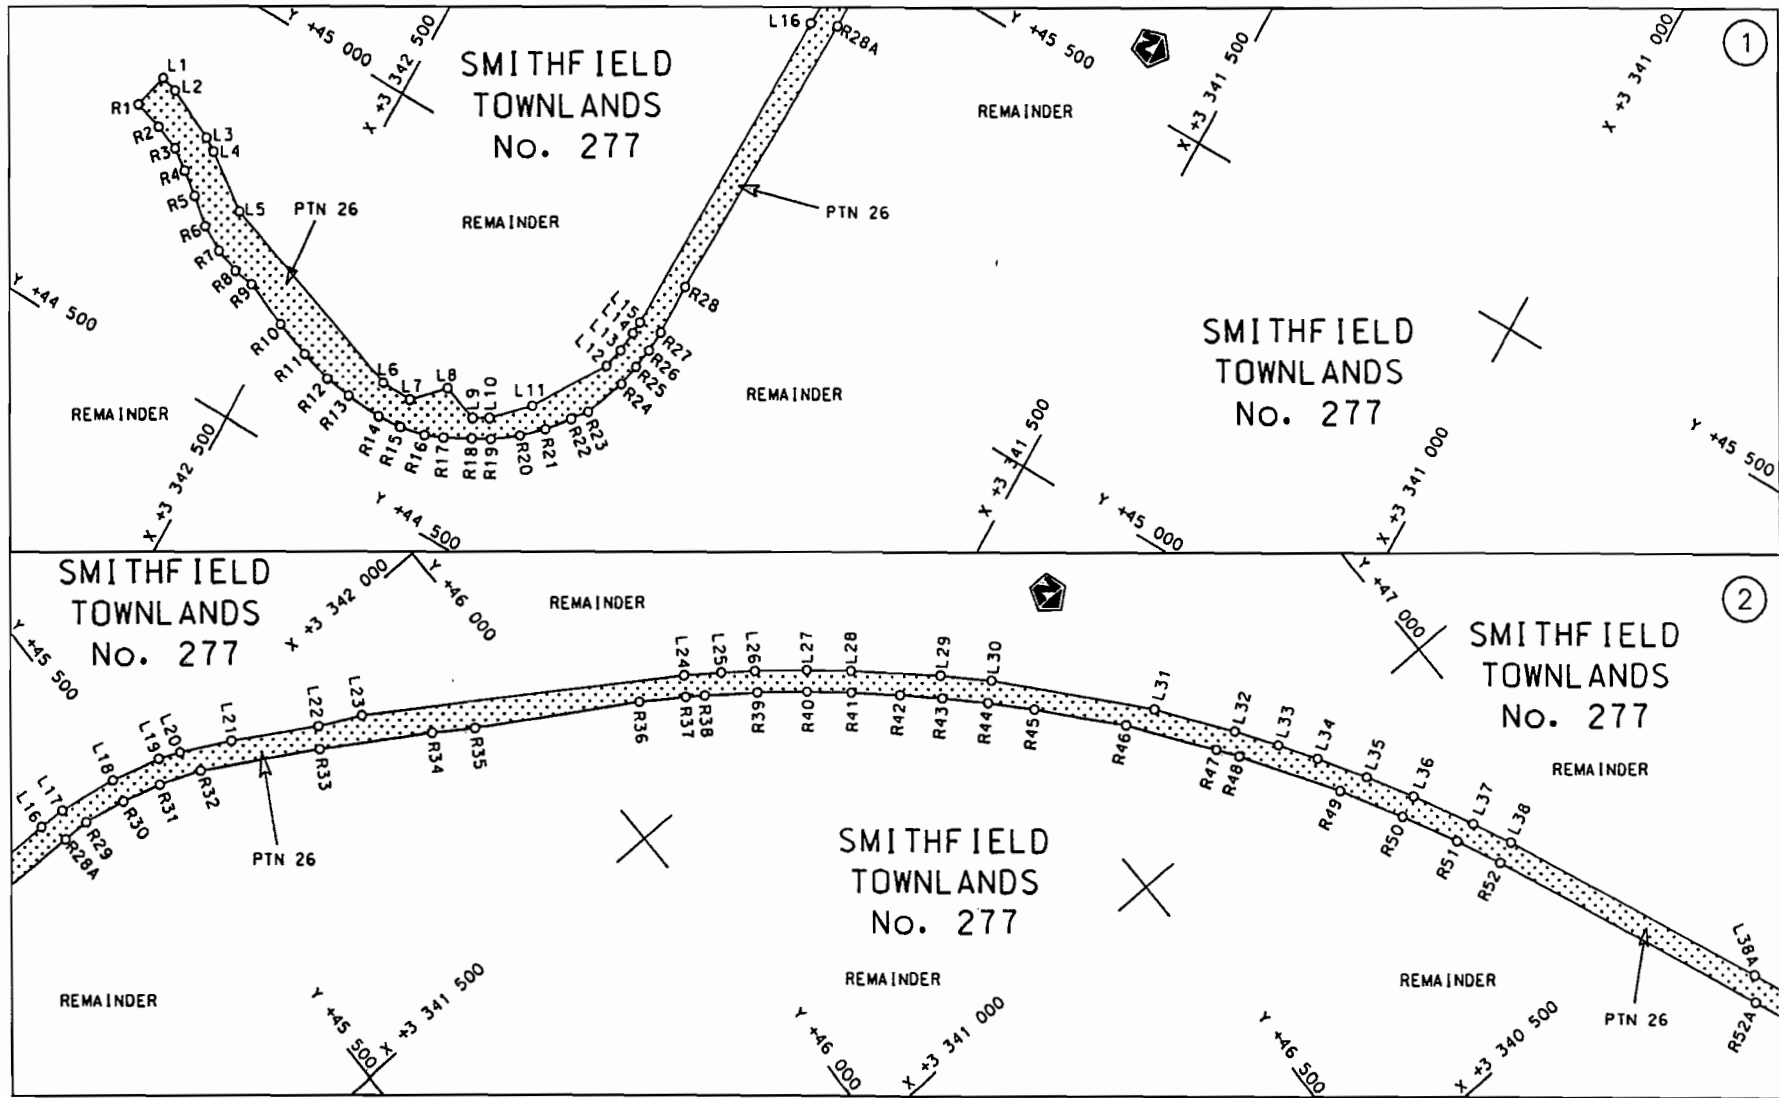 Y +45 000
X +3 342 500
SMITHFIELD
TOWNLANDS
No. 277
L16
R28A
Y +45 500
N
X +3 341 500
X +3 341 000
1
REMAINDER
L1
L2
R1
R2
L3
R3
L4
R4
R5
L5
R6
R7
R8
R9
PTN 26
REMAINDER
PTN 26
Y +44 500
R10
R11
R12
R13
L6
L7
L8
L9
L10
L11
L12
L13
L14
L15
R28
R27
R26
R25
R24
R23
R22
R21
R20
R19
R18
R17
R16
R15
R14
REMAINDER
X +3 342 500
Y +44 500
REMAINDER
SMITHFIELD
TOWNLANDS
No. 277
X +3 341 500
Y +45 000
X +3 341 000
Y +45 500
SMITHFIELD
TOWNLANDS
No. 277
Y +45 500
X +3 342 000
Y +46 000
REMAINDER
N
Y +47 000
2
SMITHFIELD
TOWNLANDS
No. 277
REMAINDER
L16
L17
L18
L19
L20
L21
L22
L23
L24
L25
L26
L27
L28
L29
L30
L31
L32
L33
L34
L35
L36
L37
L38
L38A
R28A
R29
R30
R31
R32
R33
R34
R35
R36
R37
R38
R39
R40
R41
R42
R43
R44
R45
R46
R47
R48
R49
R50
R51
R52
R52A
PTN 26
SMITHFIELD
TOWNLANDS
No. 277
REMAINDER
REMAINDER
REMAINDER
PTN 26
Y +45 500
X +3 341 500
Y +46 000
X +3 341 000
Y +46 500
X +3 340 500